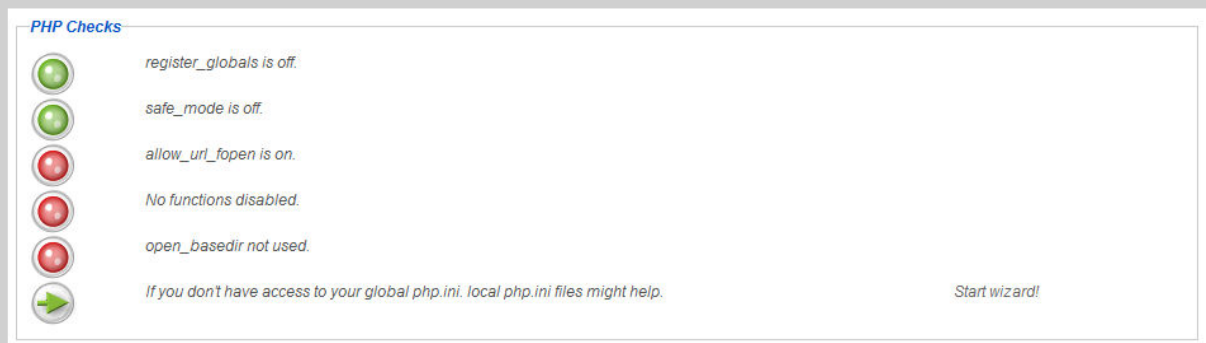 PHP Checks
register_globals is off.
safe_mode is off.
allow_url_fopen is on.
No functions disabled.
open_basedir not used.
If you don't have access to your global php.ini. local php.ini files might help. Start wizard!